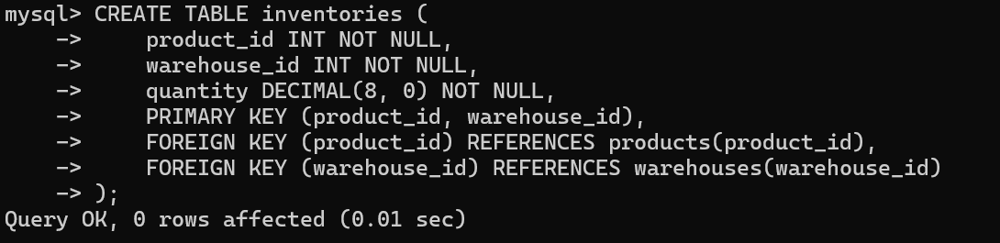 mysql> CREATE TABLE inventories (
    ->     product_id INT NOT NULL,
    ->     warehouse_id INT NOT NULL,
    ->     quantity DECIMAL(8, 0) NOT NULL,
    ->     PRIMARY KEY (product_id, warehouse_id),
    ->     FOREIGN KEY (product_id) REFERENCES products(product_id),
    ->     FOREIGN KEY (warehouse_id) REFERENCES warehouses(warehouse_id)
    -> );
Query OK, 0 rows affected (0.01 sec)